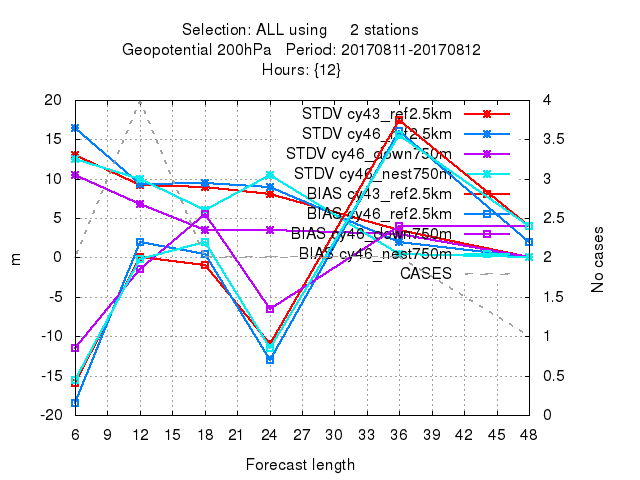 Selection: ALL using 2 stations
Geopotential 200hPa Period: 20170811-20170812
Hours: {12}
20 4
STDV cy43_ref2.5km
STDV cy46_ref2.5km
15 3.5
STDV cy46_down750m
STDV cy46_nest750m
10 3
BIAS cy43_ref2.5km
BIAS cy46_ref2.5km
5 2.5
BIAS cy46_down750m
BIAS cy46_nest750m
0 2
CASES
m
No cases
-5 1.5
-10 1
-15 0.5
-20 0
6 9 12 15 18 21 24 27 30 33 36 39 42 45 48
Forecast length